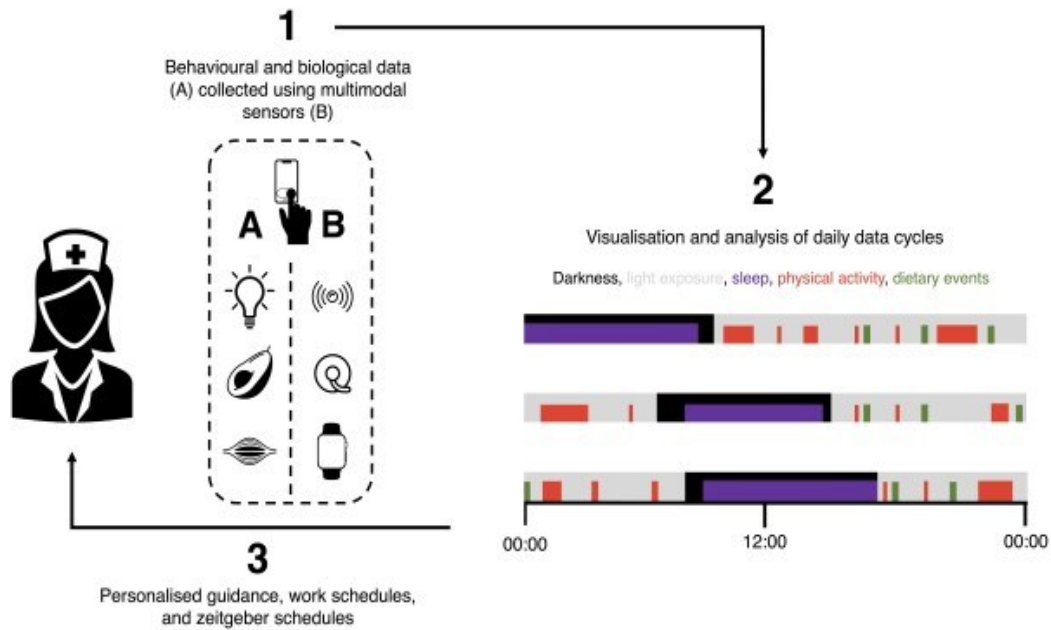 1
Behavioural and biological data
(A) collected using multimodal
sensors (B)
A B
2
Visualisation and analysis of daily data cycles
Darkness, light exposure, sleep, physical activity, dietary events
00:00 12:00 00:00
3
Personalised guidance, work schedules,
and zeitgeber schedules